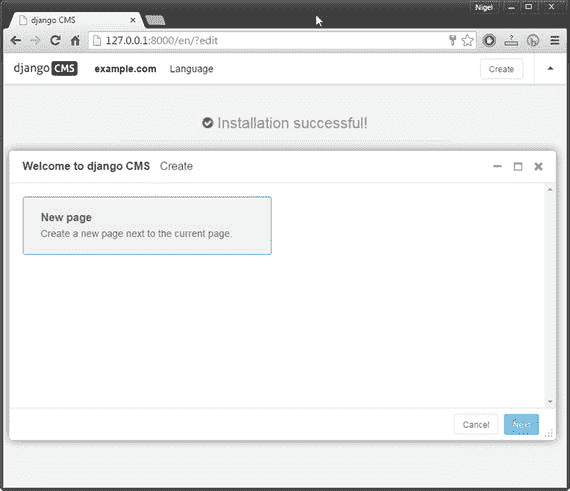 Nigel
django CMS
127.0.0.1:8000/en/?edit
django CMS example.com Language Create
Installation successful!
Welcome to django CMS Create
New page
Create a new page next to the current page.
Cancel Next